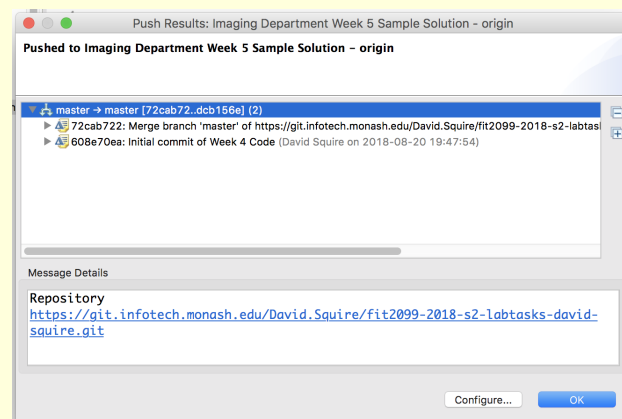 Push Results: Imaging Department Week 5 Sample Solution - origin
Pushed to Imaging Department Week 5 Sample Solution - origin
master → master [72cab72..dcb156e] (2)
72cab722: Merge branch 'master' of https://git.infotech.monash.edu/David.Squire/fit2099-2018-s2-labtas
608e70ea: Initial commit of Week 4 Code (David Squire on 2018-08-20 19:47:54)
Message Details
Repository
https://git.infotech.monash.edu/David.Squire/fit2099-2018-s2-labtasks-david-
squire.git
Configure...
OK